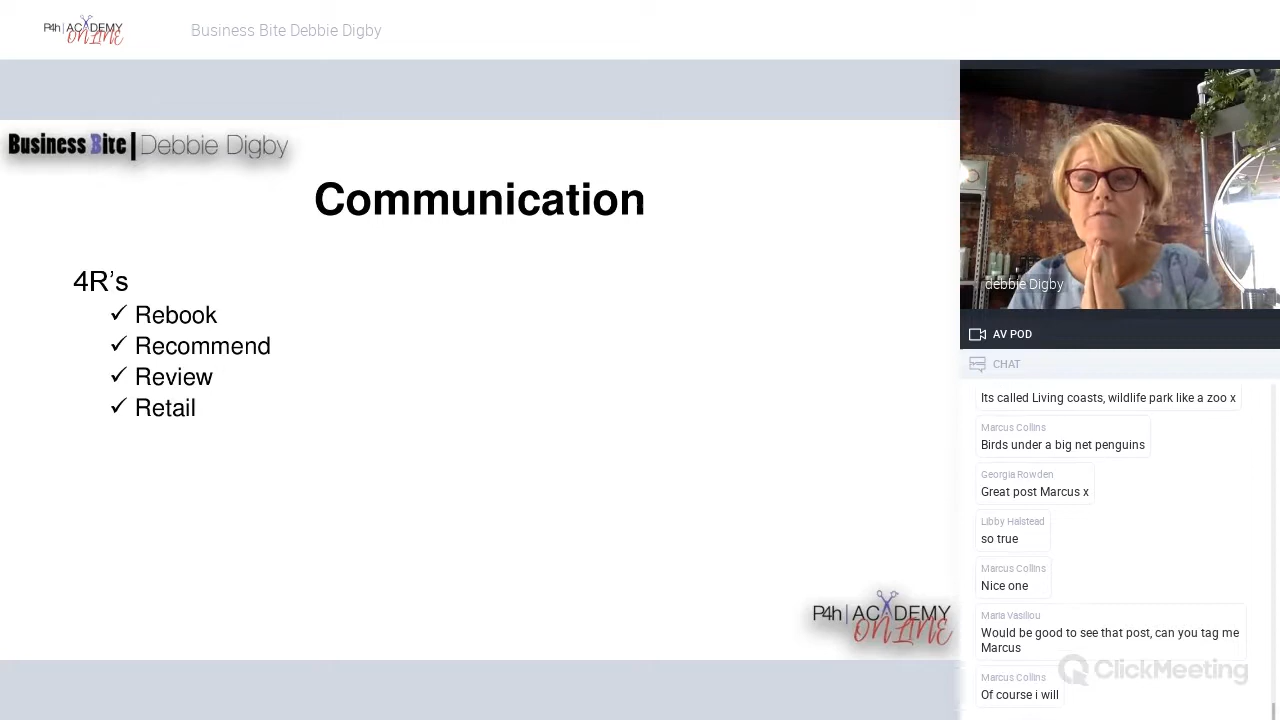 P4h | ACADEMY
ONLINE
Business Bite Debbie Digby
Business Bite | Debbie Digby
Communication
4R’s
✓ Rebook
✓ Recommend
✓ Review
✓ Retail
P4h | ACADEMY
ONLINE
debbie Digby
AV POD
CHAT
Its called Living coasts, wildlife park like a zoo x
Marcus Collins
Birds under a big net penguins
Georgia Rowden
Great post Marcus x
Libby Halstead
so true
Marcus Collins
Nice one
Maria Vasiliou
Would be good to see that post, can you tag me
Marcus
Marcus Collins
Of course i will
ClickMeeting